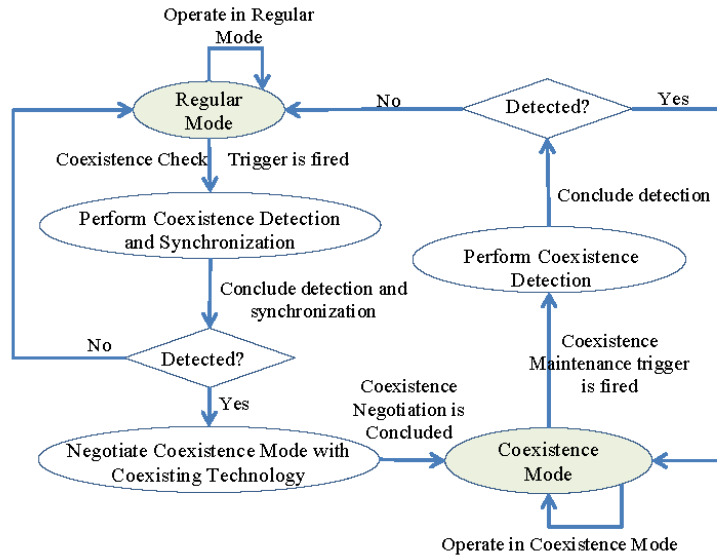 Operate in Regular
Mode
Regular
Mode
No
Detected?
Yes
Coexistence Check
Trigger is fired
Conclude detection
Perform Coexistence Detection
and Synchronization
Perform Coexistence
Detection
Conclude detection and
synchronization
No
Detected?
Coexistence
Maintenance trigger
is fired
Yes
Coexistence
Negotiation is
Concluded
Negotiate Coexistence Mode with
Coexisting Technology
Coexistence
Mode
Operate in Coexistence Mode